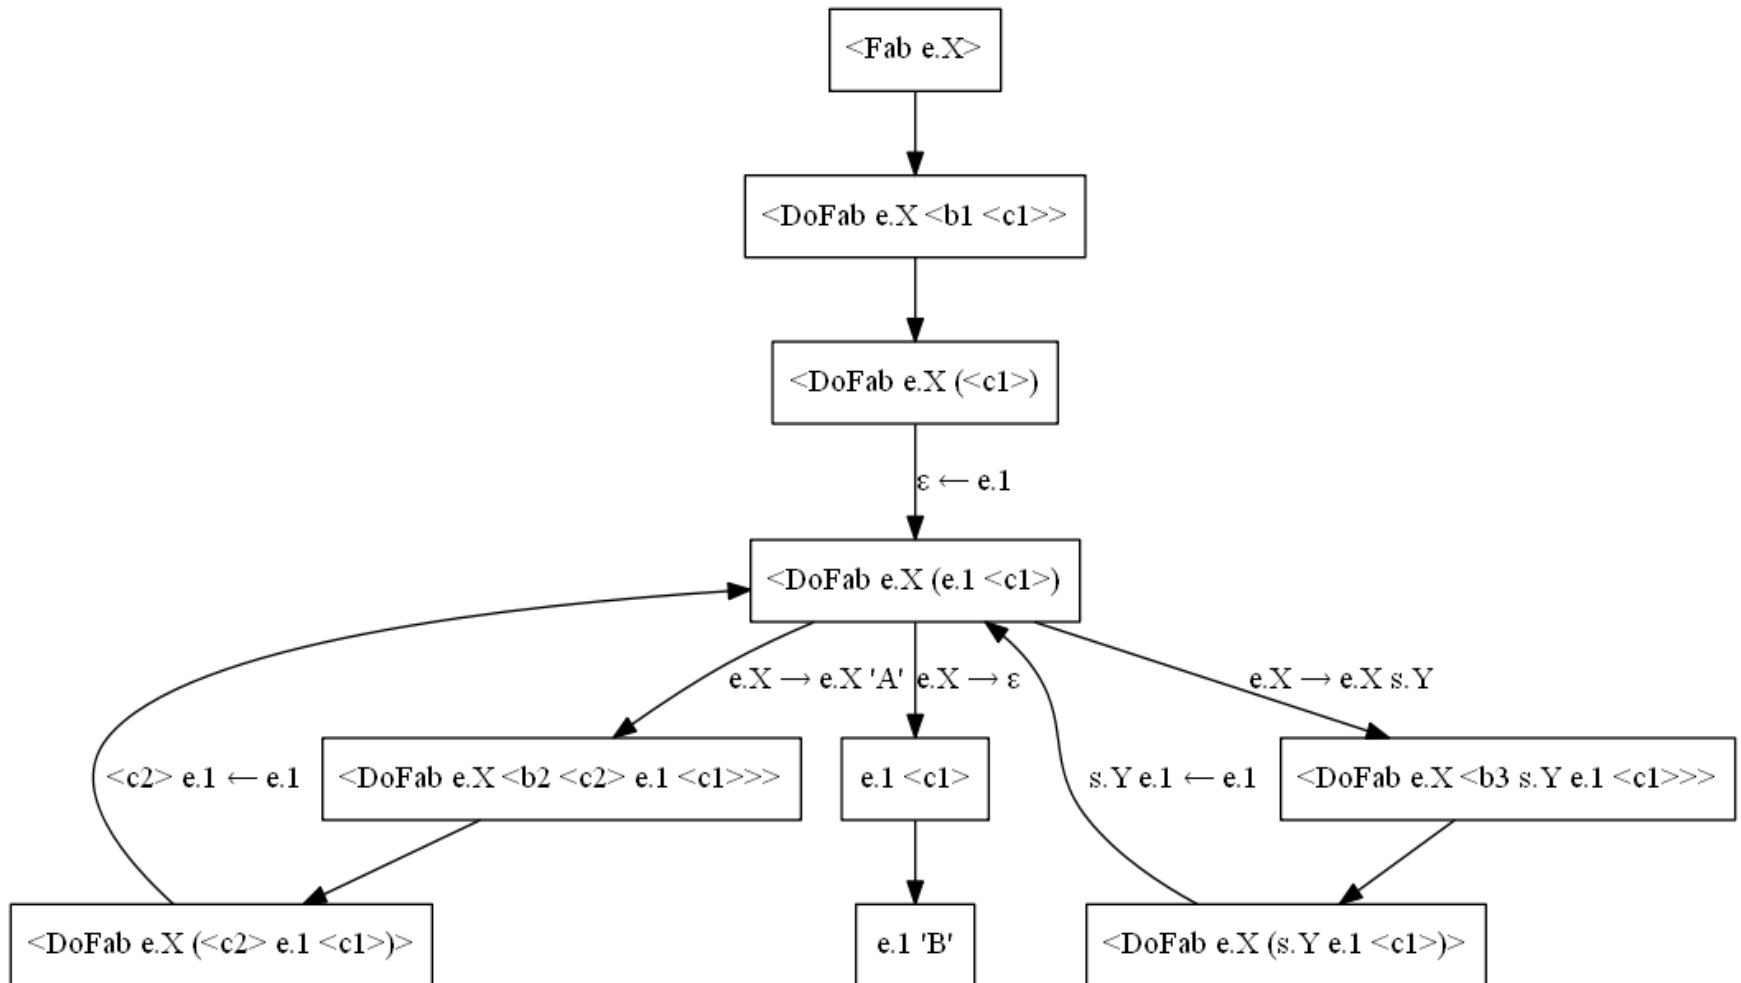 <Fab e.X>
<DoFab e.X <b1 <c1>>
<DoFab e.X (<c1>)
ε ← e.1
<DoFab e.X (e.1 <c1>)
e.X → e.X 'A'
e.X → ε
e.X → e.X s.Y
<c2> e.1 ← e.1
<DoFab e.X <b2 <c2> e.1 <c1>>>
e.1 <c1>
s.Y e.1 ← e.1
<DoFab e.X <b3 s.Y e.1 <c1>>>
<DoFab e.X (<c2> e.1 <c1>)>
e.1 'B'
<DoFab e.X (s.Y e.1 <c1>)>